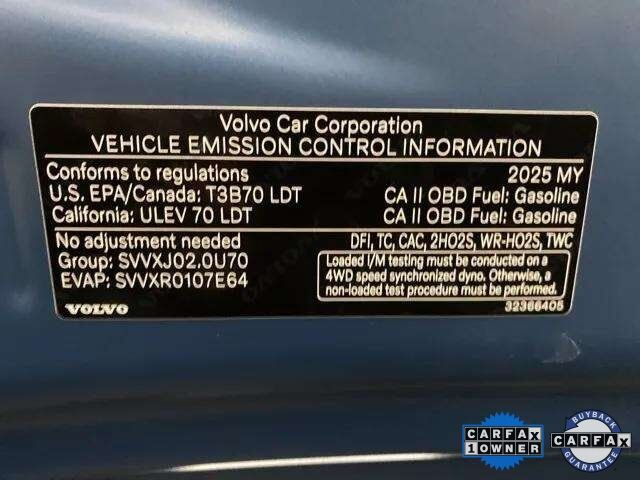 Volvo Car Corporation
VEHICLE EMISSION CONTROL INFORMATION
Conforms to regulations 2025 MY
U.S. EPA/Canada: T3B70 LDT CA II OBD Fuel: Gasoline
California: ULEV 70 LDT CA II OBD Fuel: Gasoline
No adjustment needed DFI, TC, CAC, 2HO2S, WR-HO2S, TWC
Group: SVVXJ02.0U70
EVAP: SVVXR0107E64
Loaded I/M testing must be conducted on a
4WD speed synchronized dyno. Otherwise, a
non-loaded test procedure must be performed.
VOLVO 32366405
CARFAX
1 OWNER
BUYBACK
CARFAX
GUARANTEE